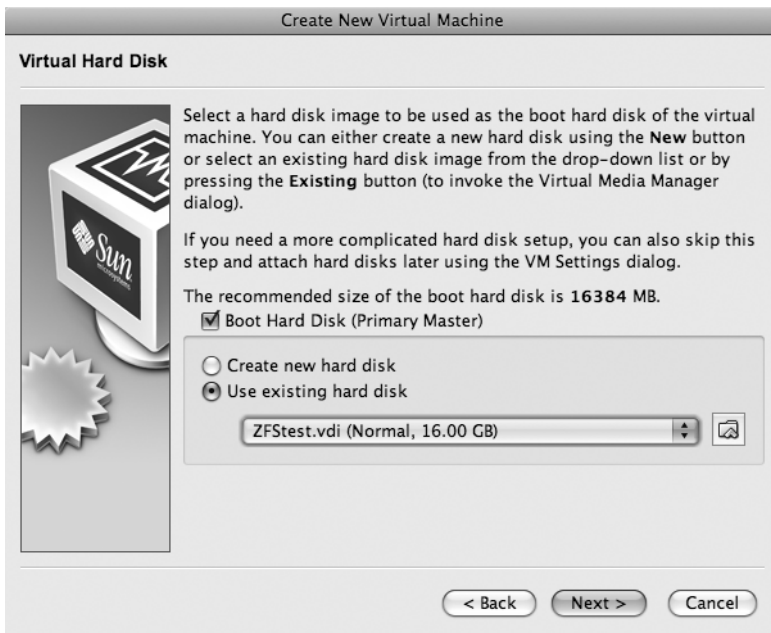 Create New Virtual Machine
Virtual Hard Disk
Select a hard disk image to be used as the boot hard disk of the virtual
machine. You can either create a new hard disk using the New button
or select an existing hard disk image from the drop-down list or by
pressing the Existing button (to invoke the Virtual Media Manager
dialog).
If you need a more complicated hard disk setup, you can also skip this
step and attach hard disks later using the VM Settings dialog.
The recommended size of the boot hard disk is 16384 MB.
Boot Hard Disk (Primary Master)
Create new hard disk
Use existing hard disk
ZFStest.vdi (Normal, 16.00 GB)
Sun
microsystems
< Back
Next >
Cancel